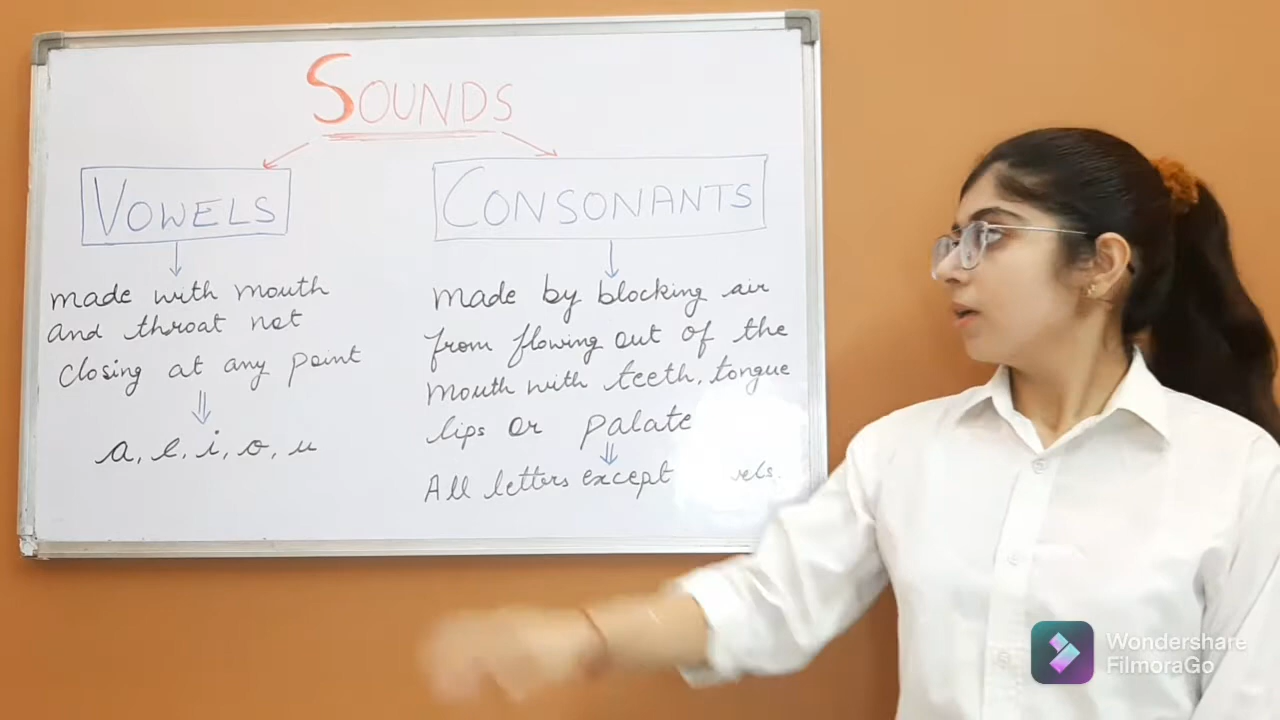 SOUNDS
VOWELS
made with mouth
and throat not
closing at any point
a, e, i, o, u
CONSONANTS
made by blocking air
from flowing out of the
mouth with teeth, tongue
lips or palate
All letters except
Wondershare
FilmoraGo